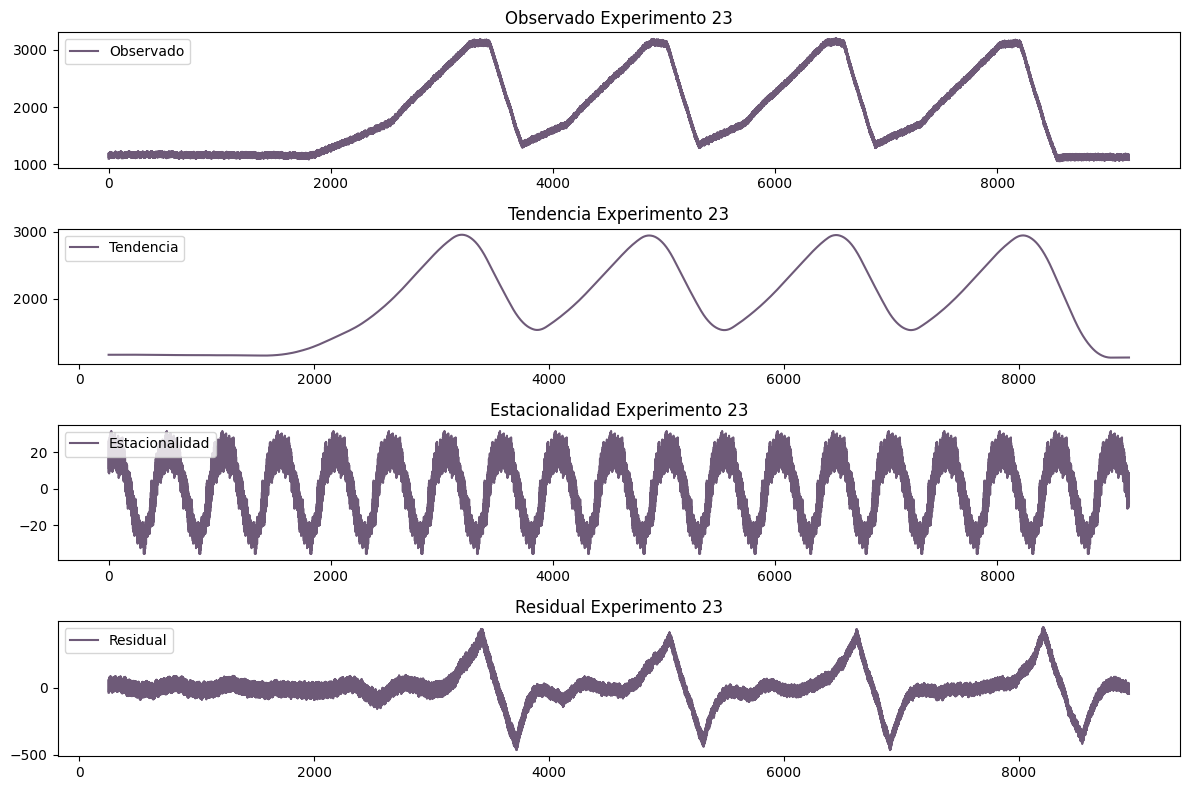 Observado Experimento 23
Observado
3000
2000
1000
0 2000 4000 6000 8000
Tendencia Experimento 23
Tendencia
3000
2000
0 2000 4000 6000 8000
Estacionalidad Experimento 23
Estacionalidad
20
0
−20
0 2000 4000 6000 8000
Residual Experimento 23
Residual
0
−500
0 2000 4000 6000 8000